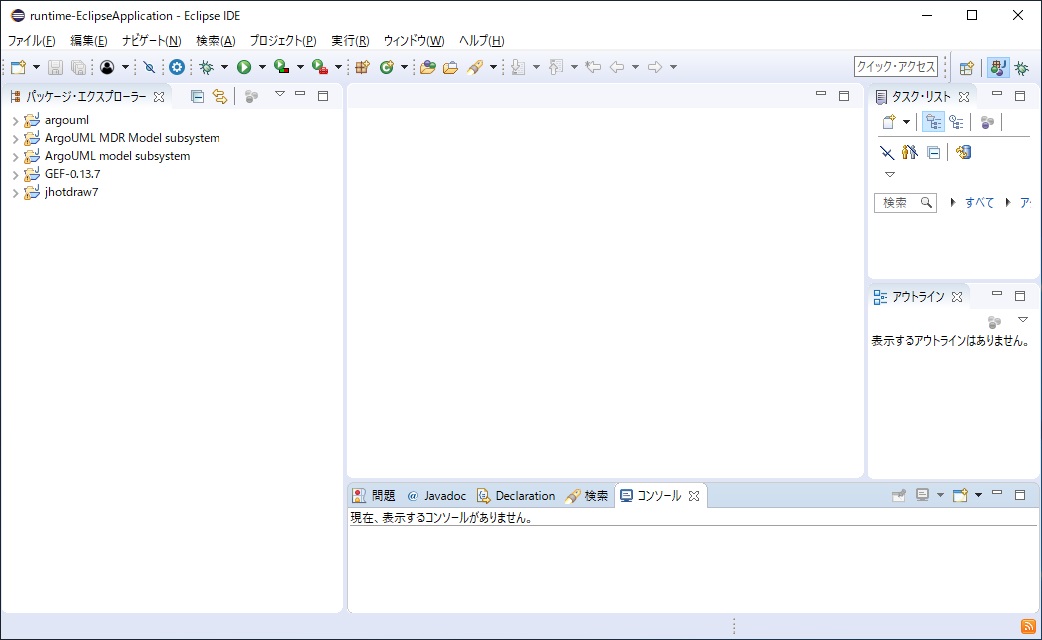 runtime-EclipseApplication - Eclipse IDE
ファイル(F) 編集(E) ナビゲート(N) 検索(A) プロジェクト(P) 実行(R) ウィンドウ(W) ヘルプ(H)
クイック・アクセス
パッケージ・エクスプローラー
argouml
ArgoUML MDR Model subsystem
ArgoUML model subsystem
GEF-0.13.7
jhotdraw7
タスク・リスト
検索 すべて ア
アウトライン
表示するアウトラインはありません。
問題 @ Javadoc Declaration 検索 コンソール
現在、表示するコンソールがありません。